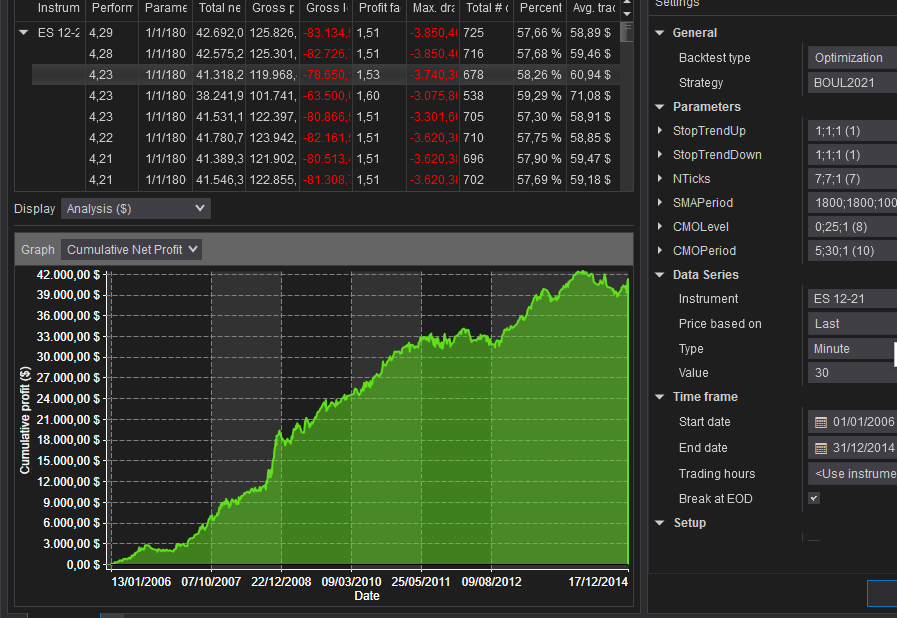 Instrum Perform Parame Total ne Gross p Gross l Profit fa Max. dra Total # c Percent Avg. trac
ES 12-2 4,29 1/1/180 42.692,0 125.826, -83.134, 1,51 -3.850,4 725 57,66 % 58,89 $
4,28 1/1/180 42.575,2 125.301, -82.726, 1,51 -3.850,4 716 57,68 % 59,46 $
4,23 1/1/180 41.318,2 119.968, -78.650, 1,53 -3.740,3 678 58,26 % 60,94 $
4,23 1/1/180 38.241,9 101.741, -63.500, 1,60 -3.075,8 538 59,29 % 71,08 $
4,23 1/1/180 41.531,1 122.397, -80.866, 1,51 -3.301,6 705 57,30 % 58,91 $
4,22 1/1/180 41.780,7 123.942, -82.161, 1,51 -3.620,3 710 57,75 % 58,85 $
4,21 1/1/180 41.389,3 121.902, -80.513, 1,51 -3.620,3 696 57,90 % 59,47 $
4,21 1/1/180 41.546,3 122.855, -81.308, 1,51 -3.620,3 702 57,69 % 59,18 $
Display Analysis ($)
Graph Cumulative Net Profit
42.000,00 $
39.000,00 $
36.000,00 $
33.000,00 $
30.000,00 $
27.000,00 $
24.000,00 $
21.000,00 $
18.000,00 $
15.000,00 $
12.000,00 $
9.000,00 $
6.000,00 $
3.000,00 $
0,00 $
Cumulative profit ($)
13/01/2006 07/10/2007 22/12/2008 09/03/2010 25/05/2011 09/08/2012 17/12/2014
Date
Settings
General
Backtest type Optimization
Strategy BOUL2021
Parameters
StopTrendUp 1;1;1 (1)
StopTrendDown 1;1;1 (1)
NTicks 7;7;1 (7)
SMAPeriod 1800;1800;100
CMOLevel 0;25;1 (8)
CMOPeriod 5;30;1 (10)
Data Series
Instrument ES 12-21
Price based on Last
Type Minute
Value 30
Time frame
Start date 01/01/2006
End date 31/12/2014
Trading hours <Use instrume
Break at EOD
Setup